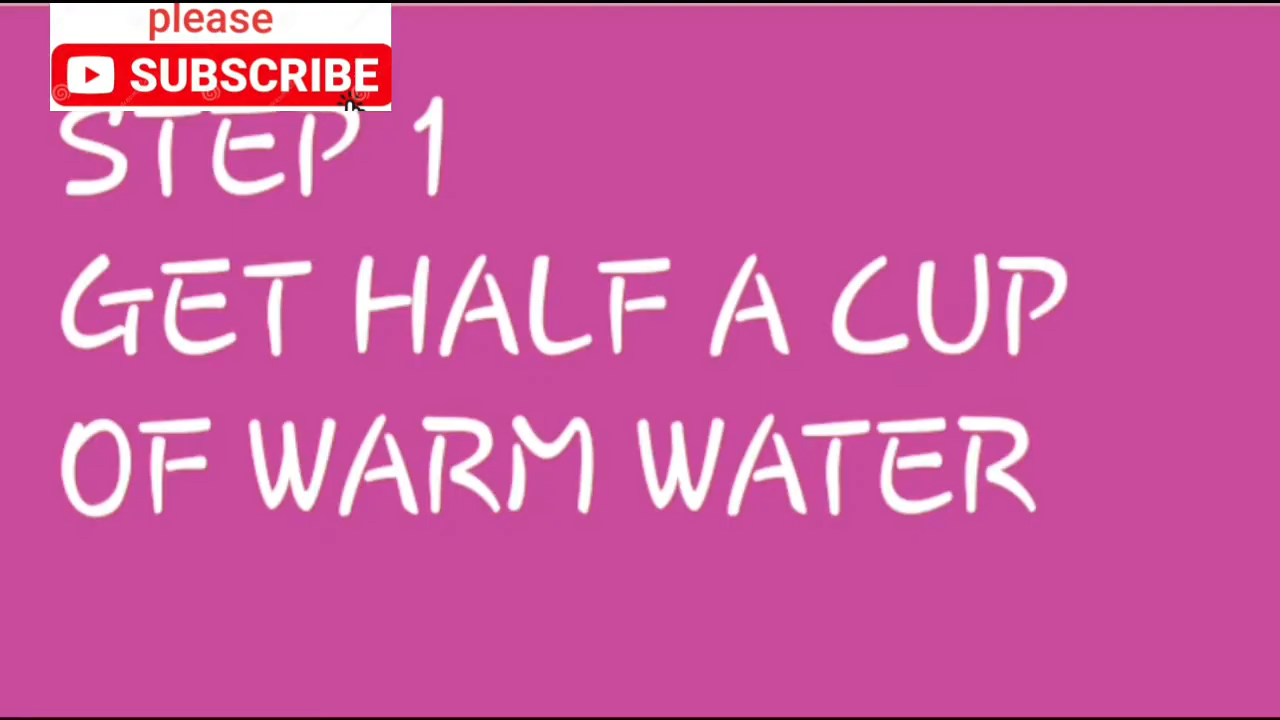 please
SUBSCRIBE
STEP 1
GET HALF A CUP
OF WARM WATER